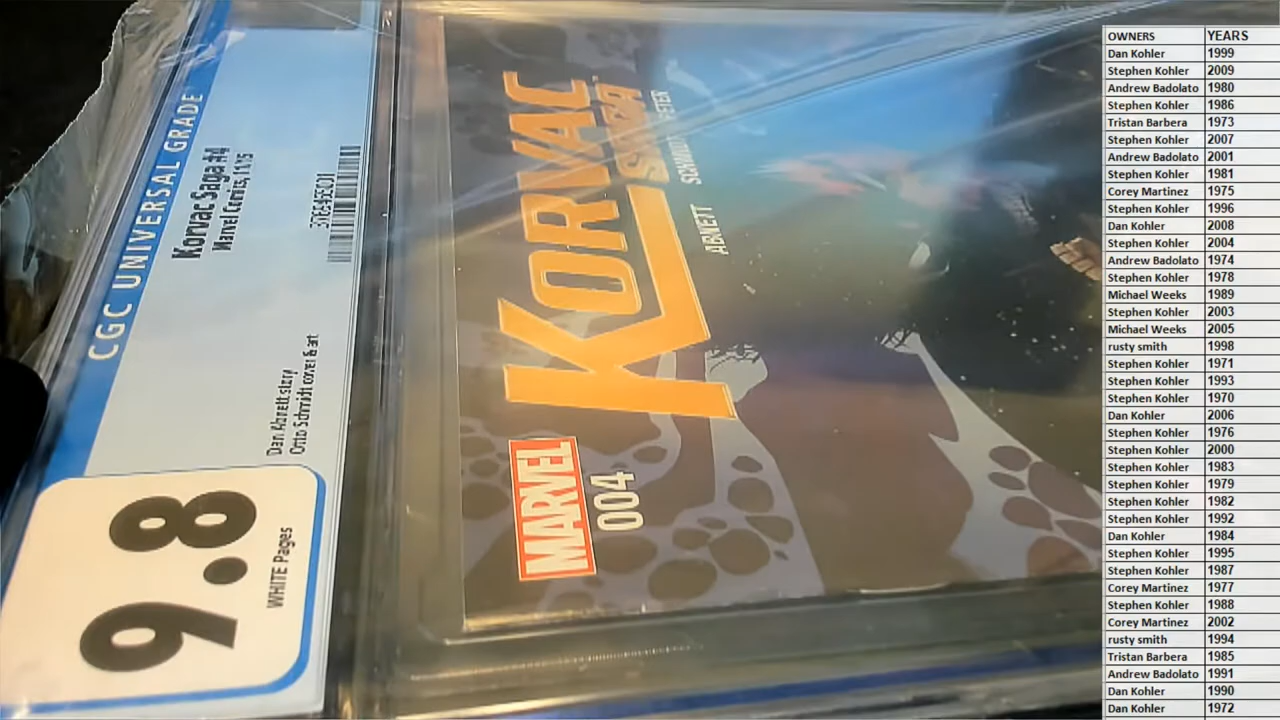 CGC UNIVERSAL GRADE
Korvac Saga #4
Marvel Comics, 11/15
Dan Abnett story
Otto Schmidt cover & art
9.8
WHITE Pages
MARVEL
004
KORVAC
SAGA
ABNETT
OWNERS YEARS
Dan Kohler 1999
Stephen Kohler 2009
Andrew Badolato 1980
Stephen Kohler 1986
Tristan Barbera 1973
Stephen Kohler 2007
Andrew Badolato 2001
Stephen Kohler 1981
Corey Martinez 1975
Stephen Kohler 1996
Dan Kohler 2008
Stephen Kohler 2004
Andrew Badolato 1974
Stephen Kohler 1978
Michael Weeks 1989
Stephen Kohler 2003
Michael Weeks 2005
rusty smith 1998
Stephen Kohler 1971
Stephen Kohler 1993
Stephen Kohler 1970
Dan Kohler 2006
Stephen Kohler 1976
Stephen Kohler 2000
Stephen Kohler 1983
Stephen Kohler 1979
Stephen Kohler 1982
Stephen Kohler 1992
Dan Kohler 1984
Stephen Kohler 1995
Stephen Kohler 1987
Corey Martinez 1977
Stephen Kohler 1988
Corey Martinez 2002
rusty smith 1994
Tristan Barbera 1985
Andrew Badolato 1991
Dan Kohler 1990
Dan Kohler 1972